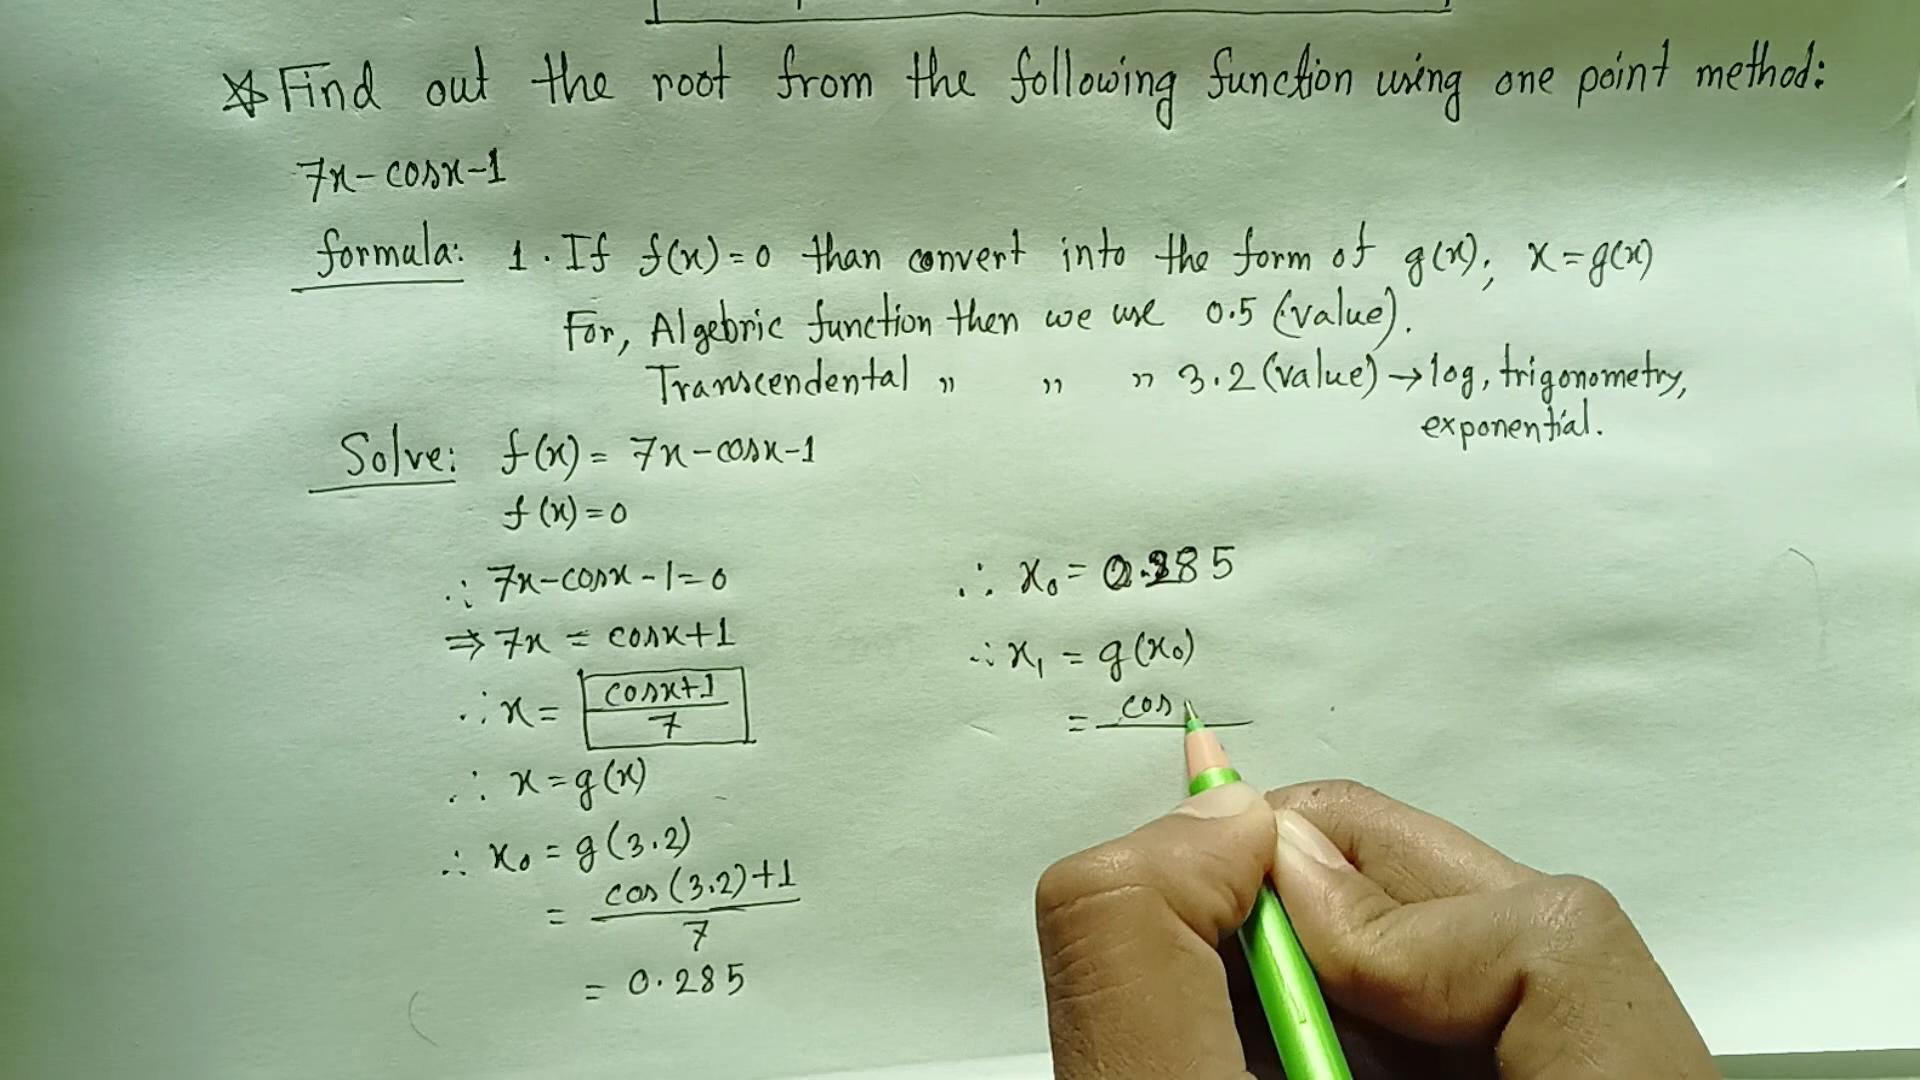 * Find out the root from the following function using one point method:
7x-cosx-1
formula: 1. If f(x)=0 than convert into the form of g(x); x=g(x)
For, Algebric function then we use 0.5 (value).
Transcendental " " " 3.2 (value) → log, trigonometry,
exponential.
Solve: f(x) = 7x-cosx-1
f(x)=0
∴ 7x-cosx-1=0
⇒ 7x = cosx+1
∴ x = cosx+1
7
∴ x=g(x)
∴ x₀ = g(3.2)
= cos(3.2)+1
7
= 0.285
∴ x₀ = 0.285
∴ x₁ = g(x₀)
= cos